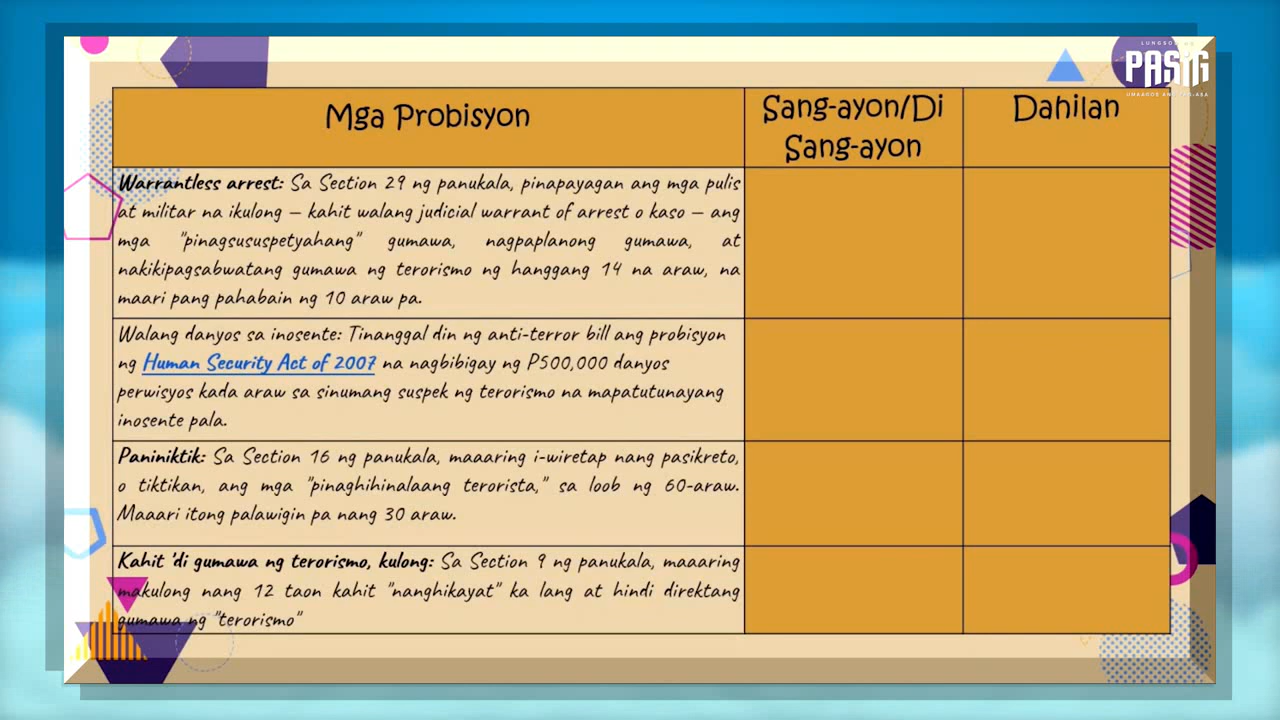 LUNGSOD NG
PASIG
UMAAGOS ANG PAG-ASA
Mga Probisyon
Sang-ayon/Di
Sang-ayon
Dahilan
Warrantless arrest: Sa Section 29 ng panukala, pinapayagan ang mga pulis
at militar na ikulong – kahit walang judicial warrant of arrest o kaso – ang
mga "pinagsususpetyahang" gumawa, nagpaplanong gumawa, at
nakikipagsabwatang gumawa ng terorismo ng hanggang 14 na araw, na
maari pang pahabain ng 10 araw pa.
Walang danyos sa inosente: Tinanggal din ng anti-terror bill ang probisyon
ng Human Security Act of 2007 na nagbibigay ng P500,000 danyos
perwisyos kada araw sa sinumang suspek ng terorismo na mapatutunayang
inosente pala.
Paniniktik: Sa Section 16 ng panukala, maaaring i-wiretap nang pasikreto,
o tiktikan, ang mga "pinaghihinalaang terorista," sa loob ng 60-araw.
Maaari itong palawigin pa nang 30 araw.
Kahit 'di gumawa ng terorismo, kulong: Sa Section 9 ng panukala, maaaring
makulong nang 12 taon kahit "nanghikayat" ka lang at hindi direktang
gumawa ng "terorismo"